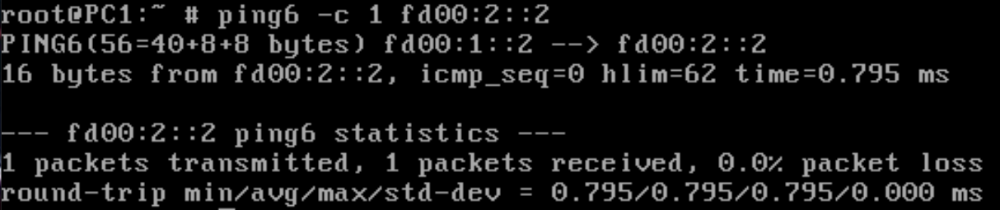 root@PC1:~ # ping6 -c 1 fd00:2::2
PING6(56=40+8+8 bytes) fd00:1::2 --> fd00:2::2
16 bytes from fd00:2::2, icmp_seq=0 hlim=62 time=0.795 ms
--- fd00:2::2 ping6 statistics ---
1 packets transmitted, 1 packets received, 0.0% packet loss
round-trip min/avg/max/std-dev = 0.795/0.795/0.795/0.000 ms